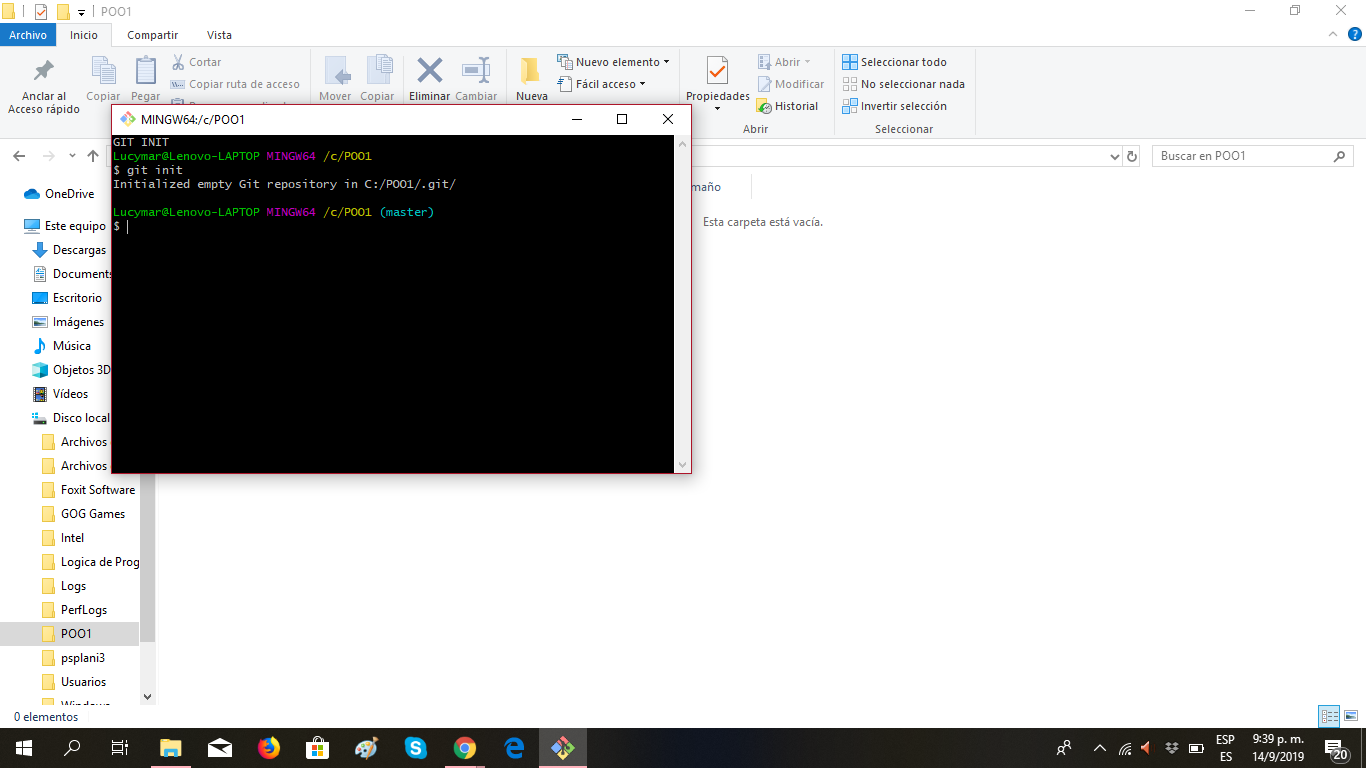 POO1
Archivo Inicio Compartir Vista
Anclar al
Acceso rápido
Copiar
Pegar
Cortar
Copiar ruta de acceso
Mover
Copiar
Eliminar
Cambiar
Nueva
Nuevo elemento
Fácil acceso
Propiedades
Abrir
Modificar
Historial
Abrir
Seleccionar todo
No seleccionar nada
Invertir selección
Seleccionar
Buscar en POO1
MINGW64:/c/POO1
GIT INIT
Lucymar@Lenovo-LAPTOP MINGW64 /c/POO1
$ git init
Initialized empty Git repository in C:/POO1/.git/
Lucymar@Lenovo-LAPTOP MINGW64 /c/POO1 (master)
$
maño
Esta carpeta está vacía.
OneDrive
Este equipo
Descargas
Documents
Escritorio
Imágenes
Música
Objetos 3D
Vídeos
Disco local
Archivos
Archivos
Foxit Software
GOG Games
Intel
Logica de Prog
Logs
PerfLogs
POO1
psplani3
Usuarios
0 elementos
ESP
ES
9:39 p. m.
14/9/2019
20